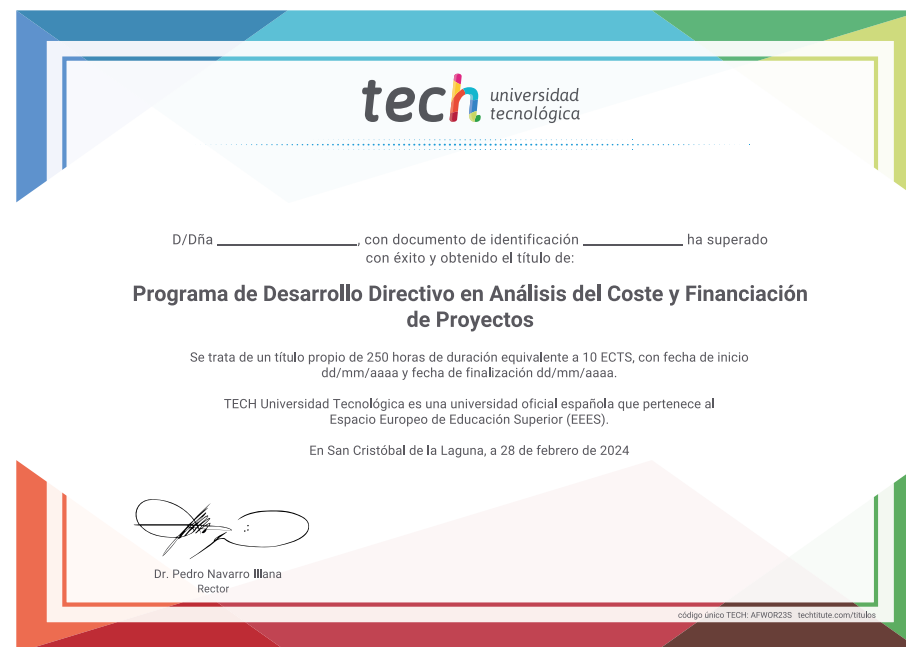 tech universidad
tecnológica
D/Dña ____________________, con documento de identificación ______________ ha superado
con éxito y obtenido el título de:
Programa de Desarrollo Directivo en Análisis del Coste y Financiación
de Proyectos
Se trata de un título propio de 250 horas de duración equivalente a 10 ECTS, con fecha de inicio
dd/mm/aaaa y fecha de finalización dd/mm/aaaa.
TECH Universidad Tecnológica es una universidad oficial española que pertenece al
Espacio Europeo de Educación Superior (EEES).
En San Cristóbal de la Laguna, a 28 de febrero de 2024
Dr. Pedro Navarro Illana
Rector
código único TECH: AFWOR23S techtitute.com/titulos